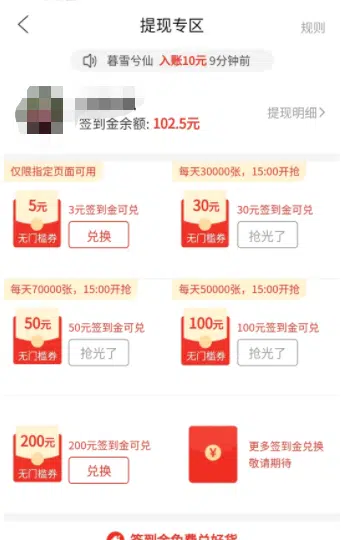 提现专区
规则
暮雪兮仙 入账10元 9分钟前
签到金余额: 102.5元
提现明细
仅限指定页面可用
每天30000张，15:00开抢
5元
3元签到金可兑
无门槛券
兑换
30元
30元签到金可兑
无门槛券
抢光了
每天70000张，15:00开抢
每天50000张，15:00开抢
50元
50元签到金可兑
无门槛券
抢光了
100元
100元签到金可兑
无门槛券
抢光了
200元
200元签到金可兑
无门槛券
兑换
¥
更多签到金兑换
敬请期待
签到金免费兑好货